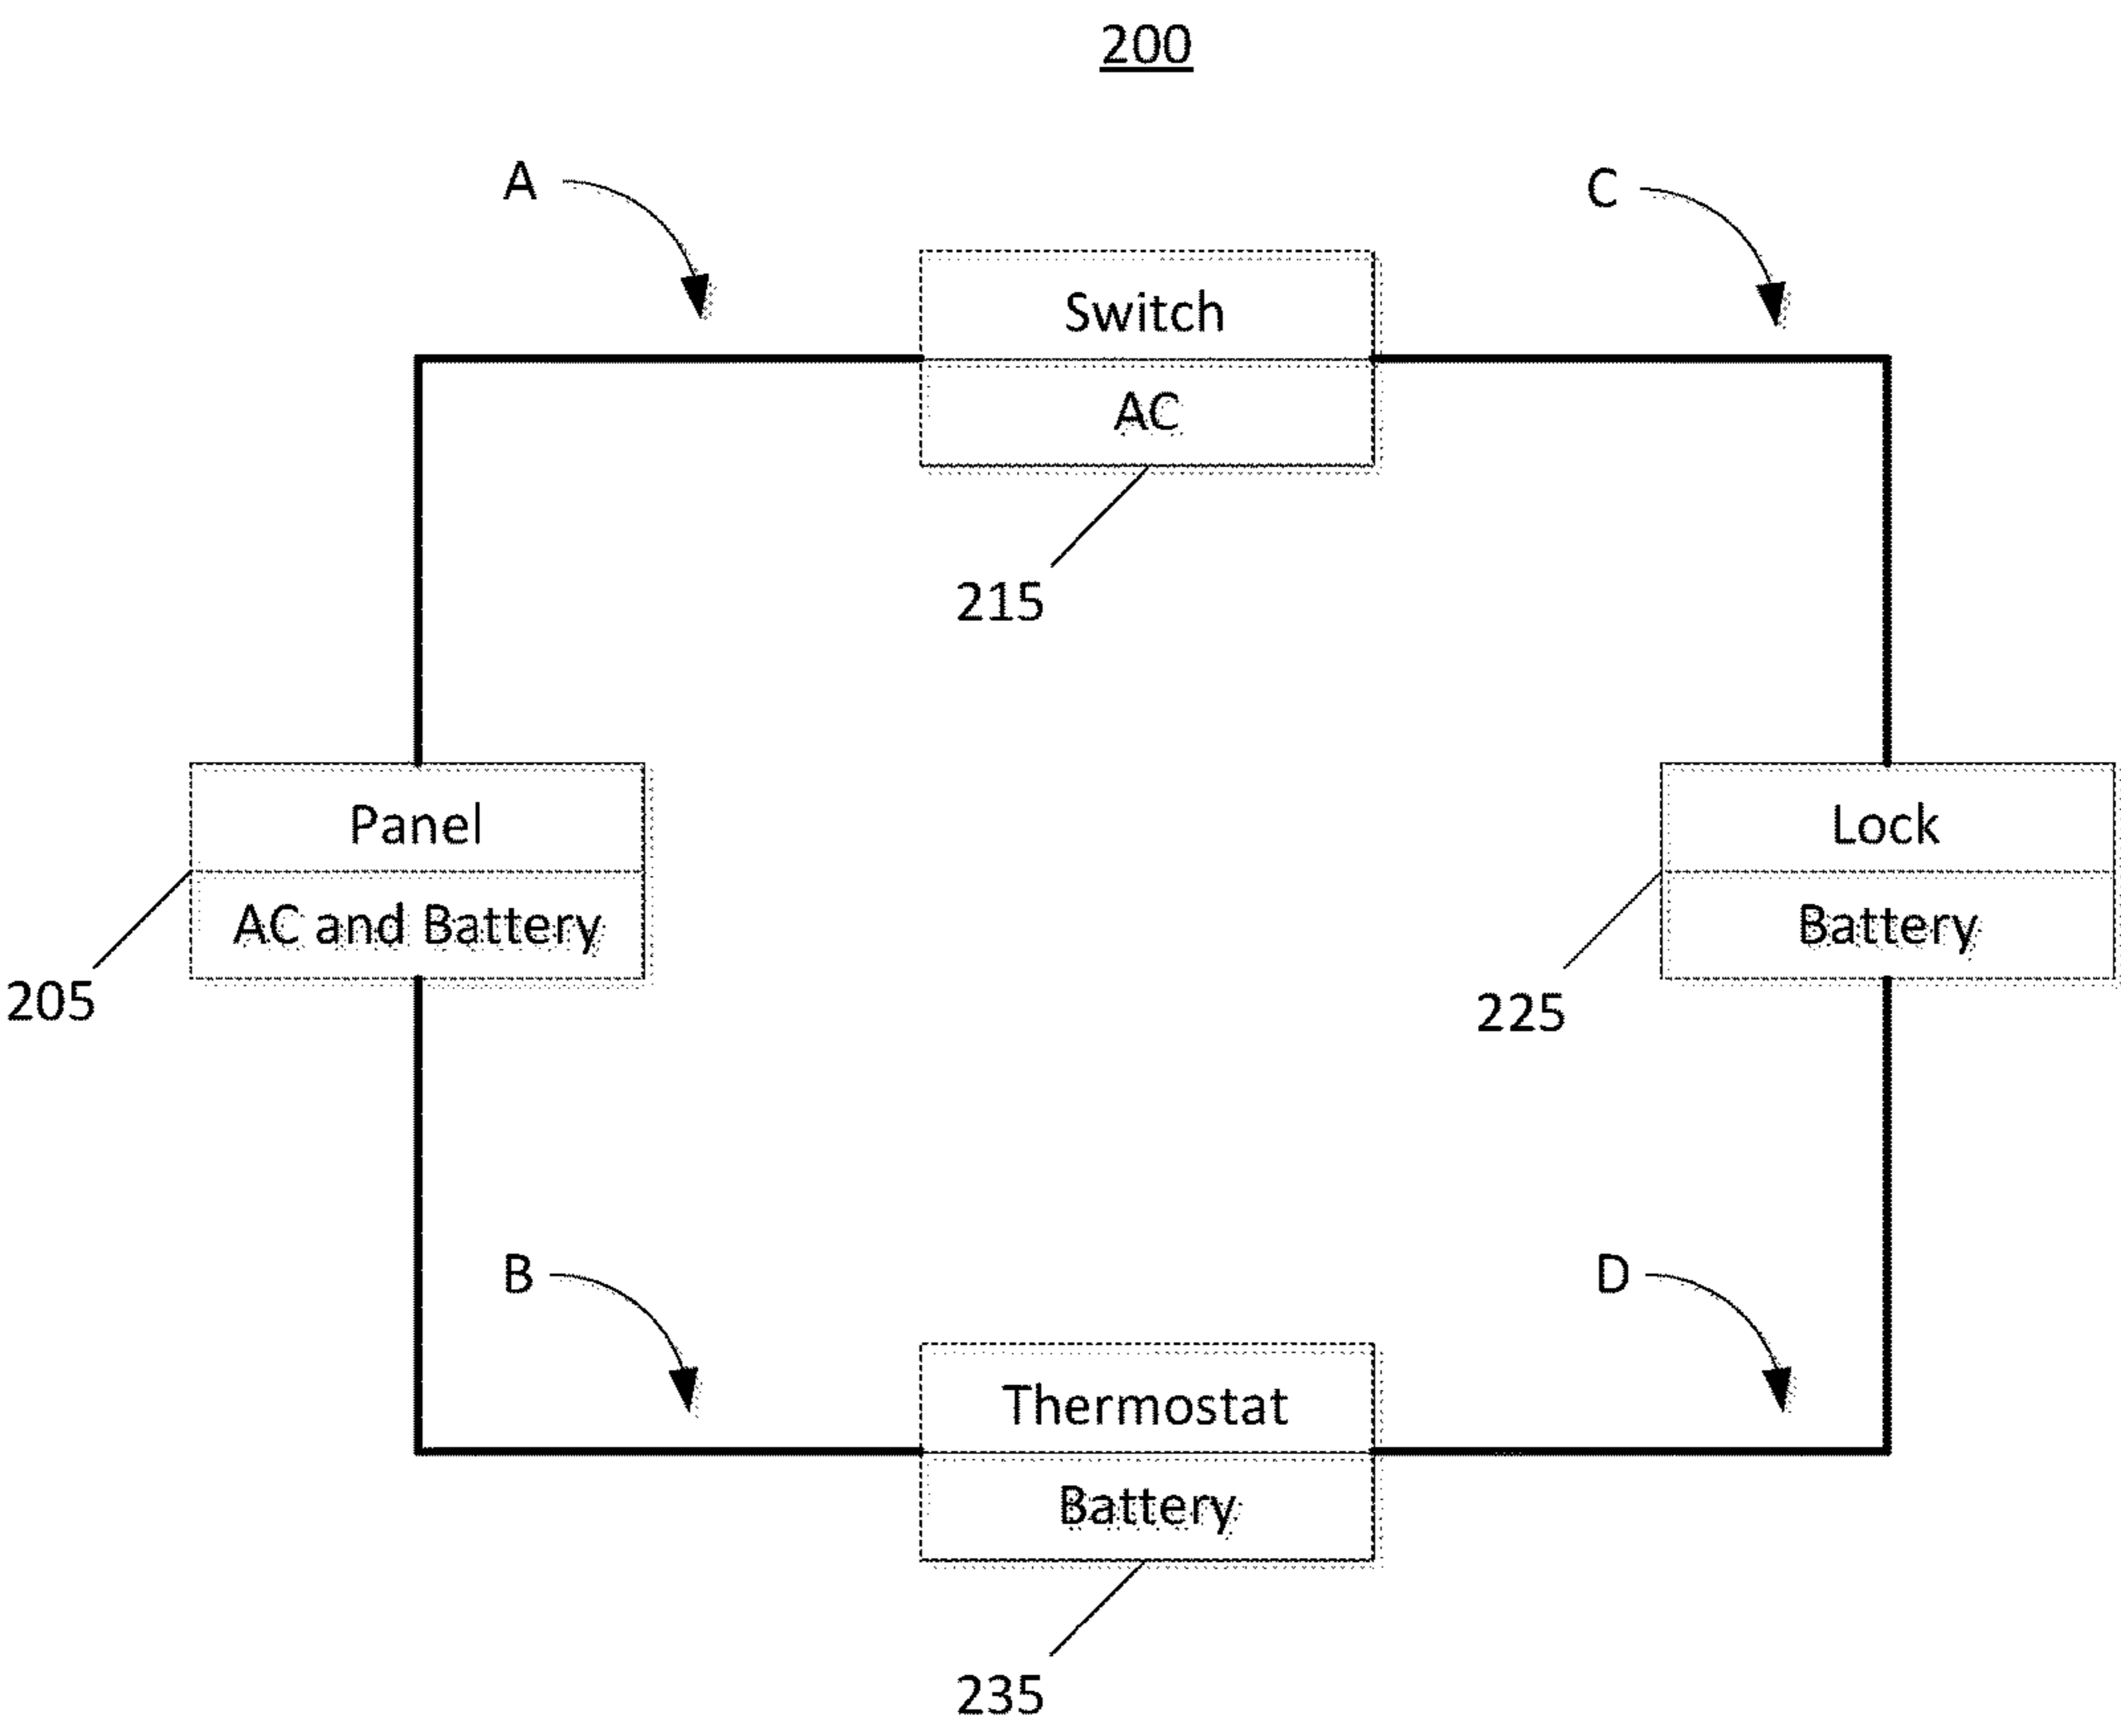 200
A
C
Switch
AC
215
Panel
AC and Battery
205
Lock
Battery
225
B
D
Thermostat
Battery
235